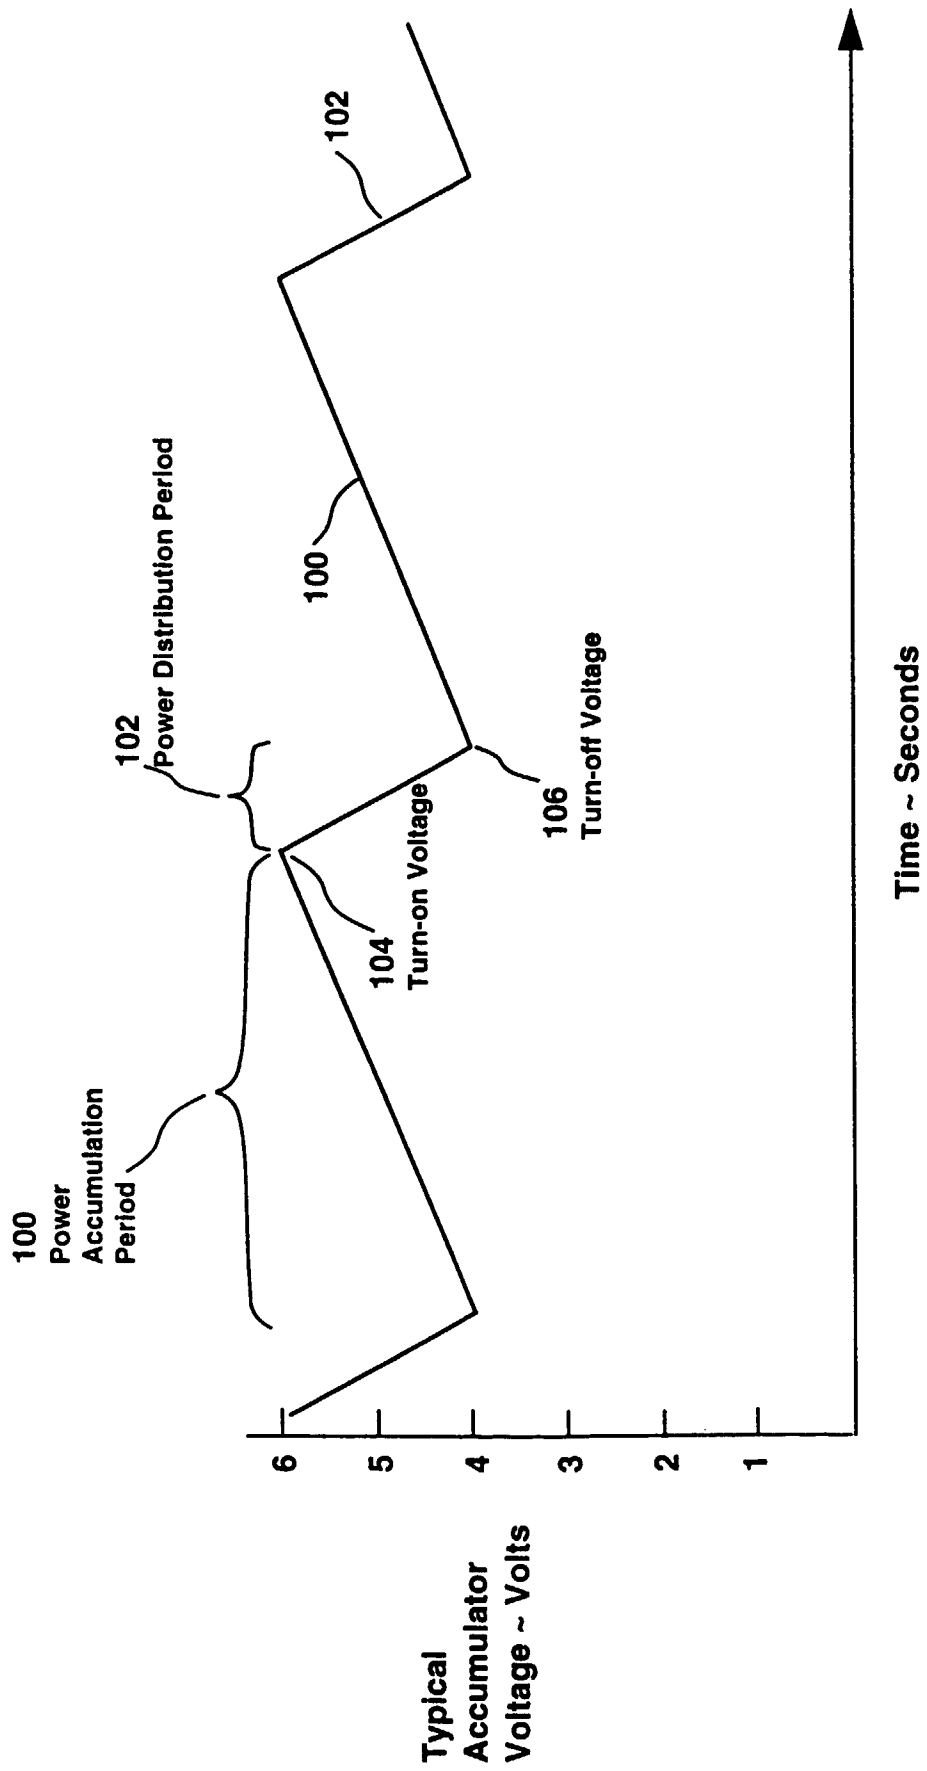 100
Power
Accumulation
Period
102
Power Distribution Period
102
100
104
Turn-on Voltage
106
Turn-off Voltage
6
5
4
3
2
1
Typical
Accumulator
Voltage ~ Volts
Time ~ Seconds